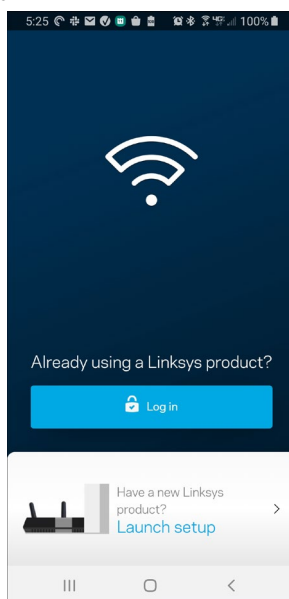 5:25 100%
Already using a Linksys product?
Log in
Have a new Linksys
product?
Launch setup